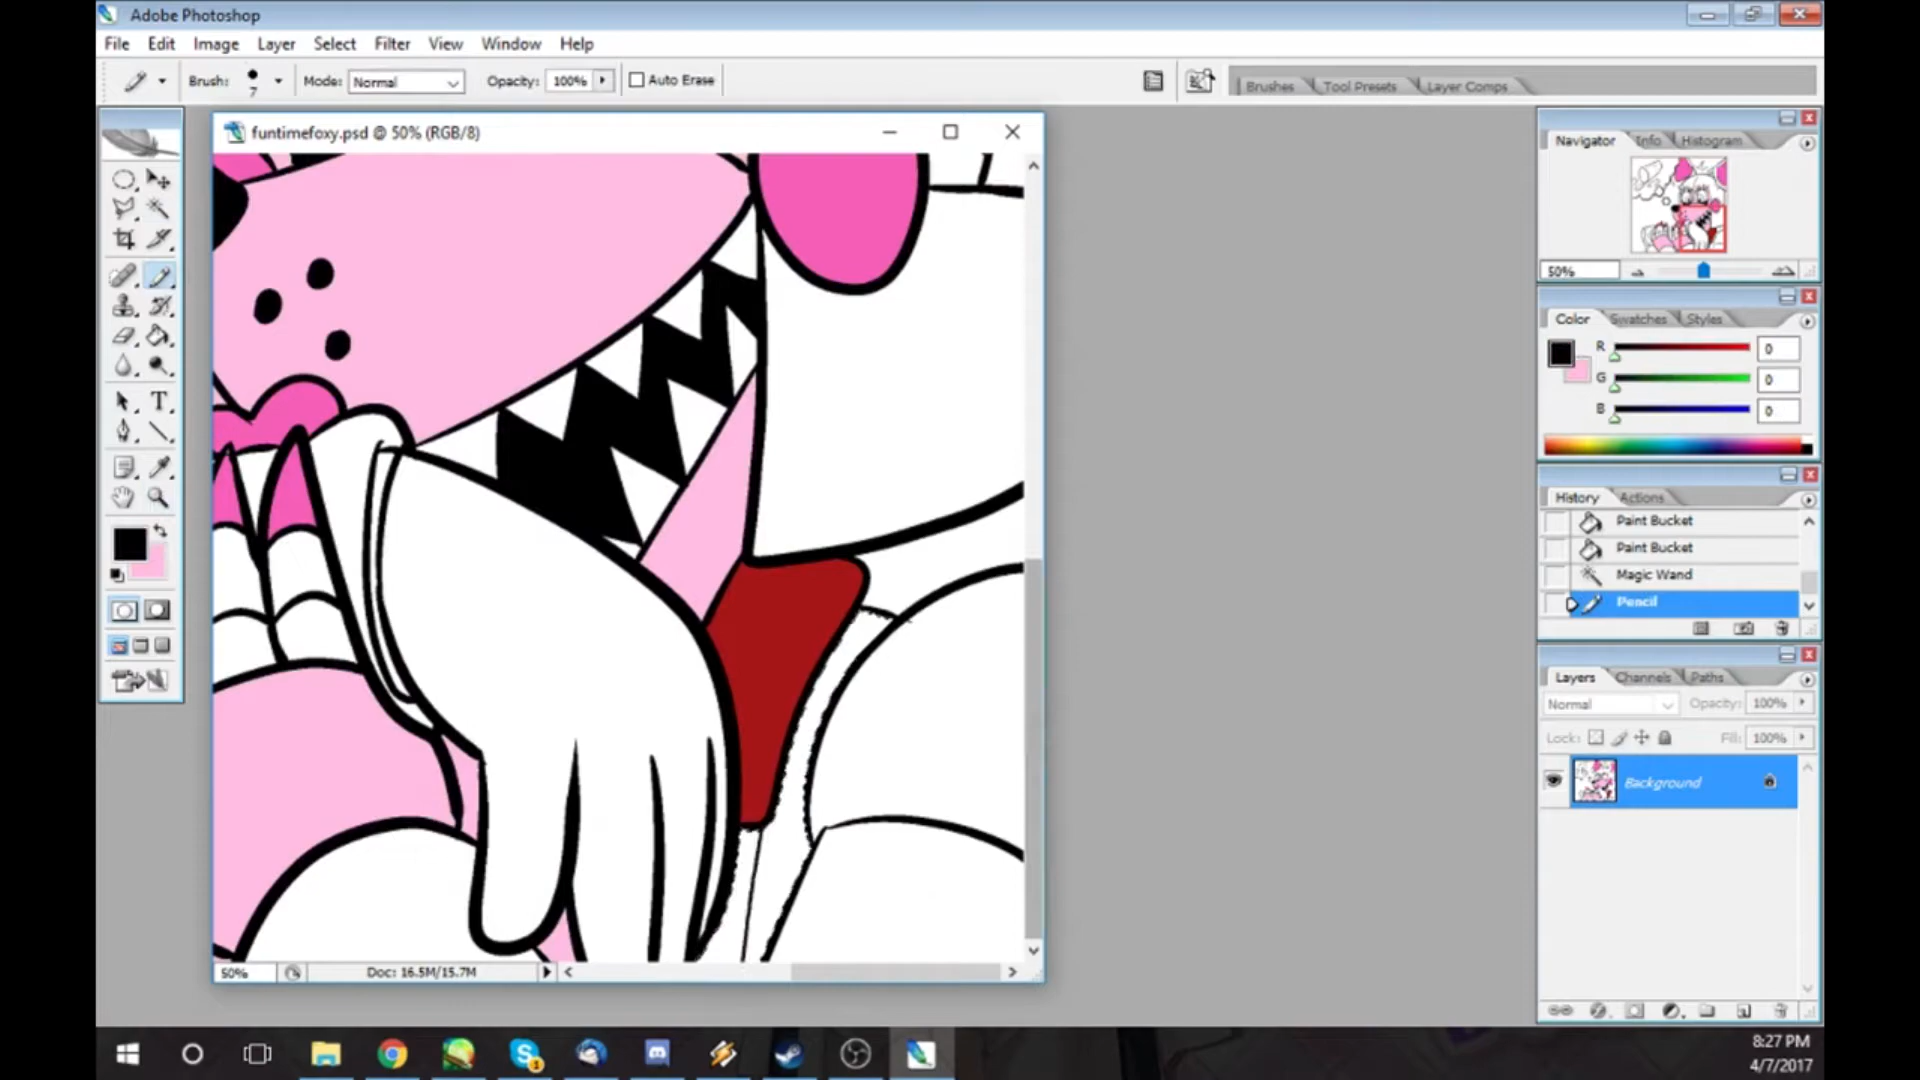 Adobe Photoshop
File Edit Image Layer Select Filter View Window Help
Brush: 7 Mode: Normal Opacity: 100% Auto Erase Brushes Tool Presets Layer Comps
funtimefoxy.psd @ 50% (RGB/8)
Navigator Info Histogram
50%
Color Swatches Styles
R 0
G 0
B 0
History Actions
Paint Bucket
Paint Bucket
Magic Wand
Pencil
Layers Channels Paths
Normal Opacity: 100%
Lock: Fill: 100%
Background
50% Doc: 16.5M/15.7M
8:27 PM
4/7/2017